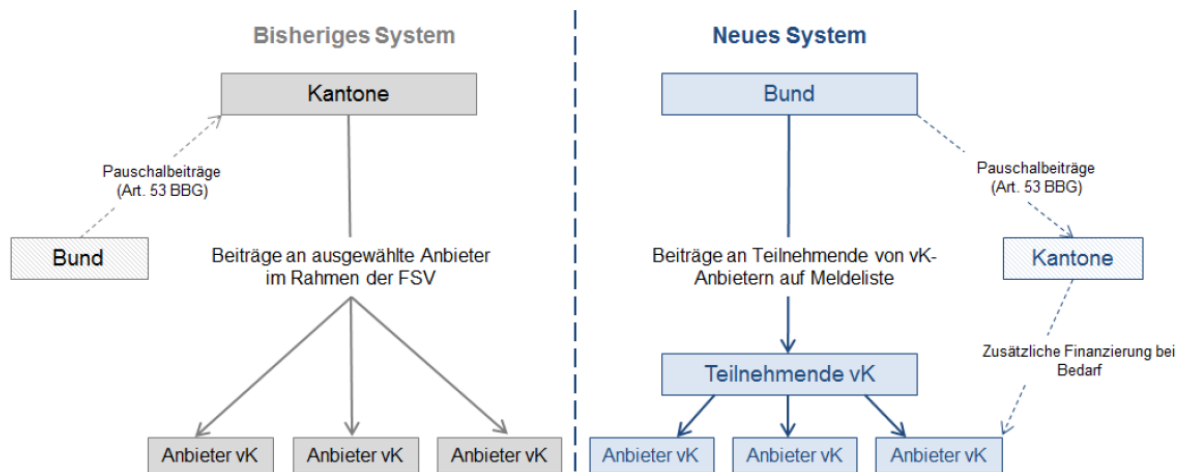 Bisheriges System
Kantone
Pauschalbeiträge
(Art. 53 BBG)
Bund
Beiträge an ausgewählte Anbieter
im Rahmen der FSV
Anbieter vK
Anbieter vK
Anbieter vK
Neues System
Bund
Pauschalbeiträge
(Art. 53 BBG)
Beiträge an Teilnehmende von vK-
Anbietern auf Meldeliste
Kantone
Zusätzliche Finanzierung bei
Bedarf
Teilnehmende vK
Anbieter vK
Anbieter vK
Anbieter vK